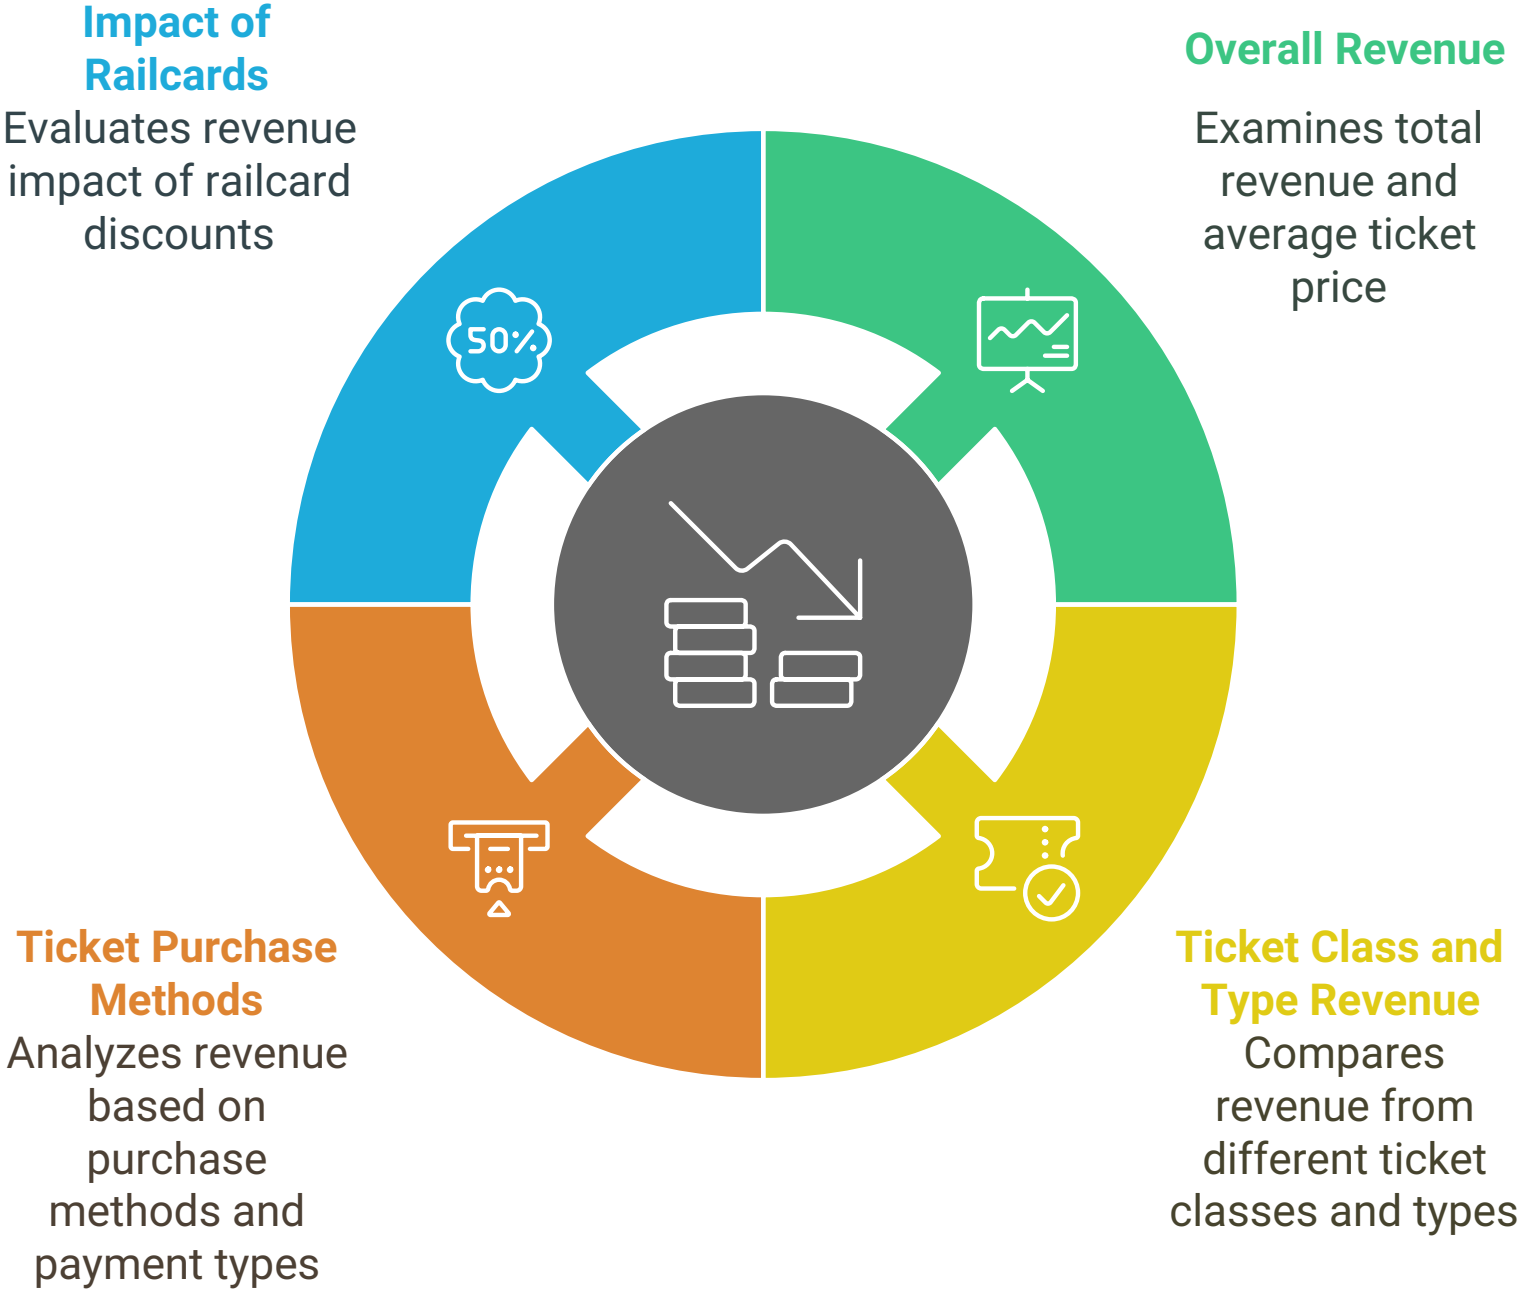 Impact of
Railcards
Evaluates revenue
impact of railcard
discounts
Overall Revenue
Examines total
revenue and
average ticket
price
50%
Ticket Purchase
Methods
Analyzes revenue
based on
purchase
methods and
payment types
Ticket Class and
Type Revenue
Compares
revenue from
different ticket
classes and types